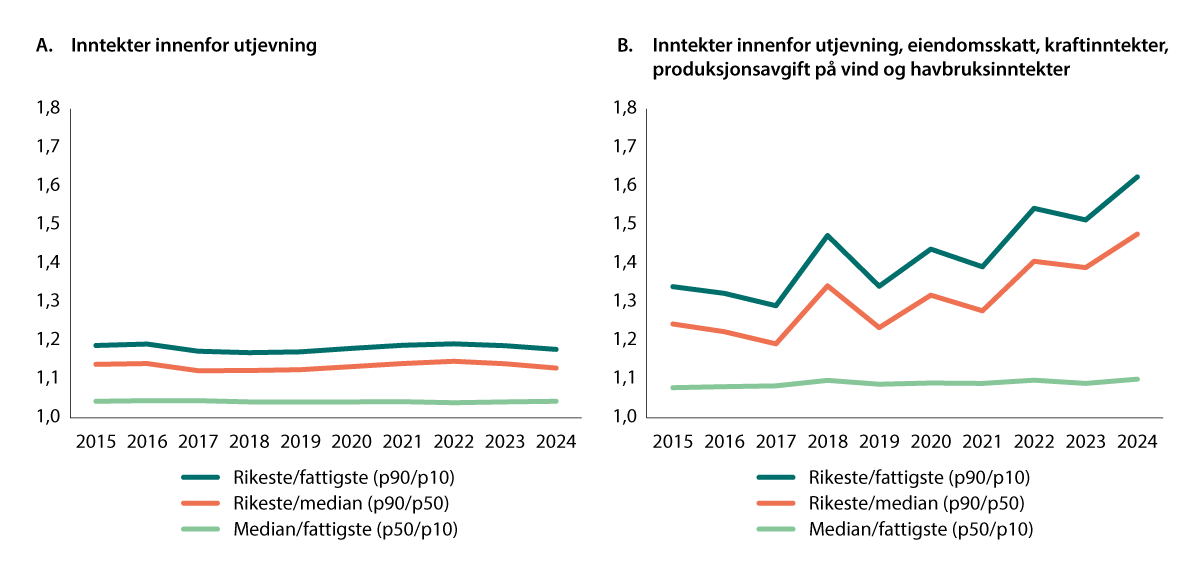 A. Inntekter innenfor utjevning
1,8
1,7
1,6
1,5
1,4
1,3
1,2
1,1
1,0
2015 2016 2017 2018 2019 2020 2021 2022 2023 2024
Rikeste/fattigste (p90/p10)
Rikeste/median (p90/p50)
Median/fattigste (p50/p10)
B. Inntekter innenfor utjevning, eiendomsskatt, kraftinntekter,
produksjonsavgift på vind og havbruksinntekter
1,8
1,7
1,6
1,5
1,4
1,3
1,2
1,1
1,0
2015 2016 2017 2018 2019 2020 2021 2022 2023 2024
Rikeste/fattigste (p90/p10)
Rikeste/median (p90/p50)
Median/fattigste (p50/p10)